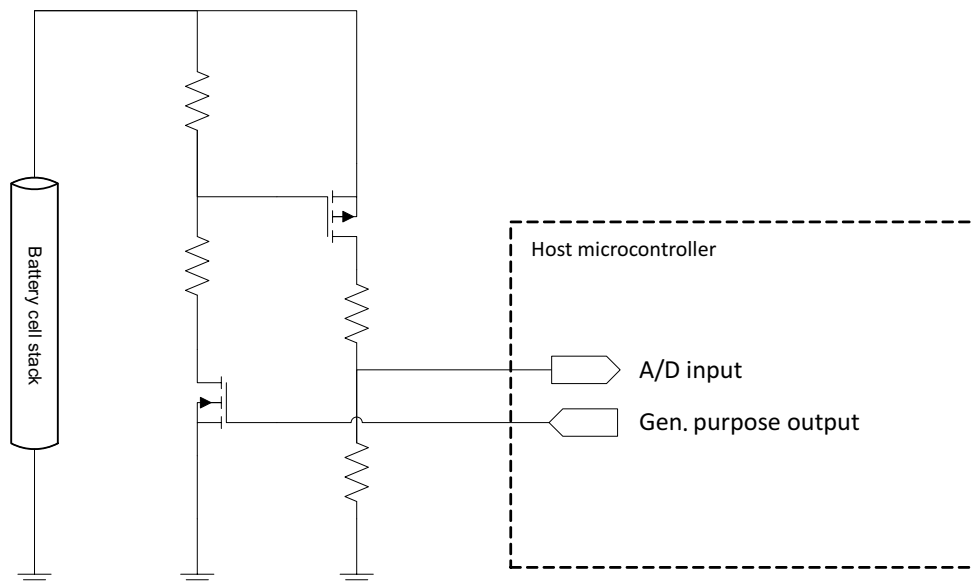 Host microcontroller
Battery cell stack
A/D input
Gen. purpose output